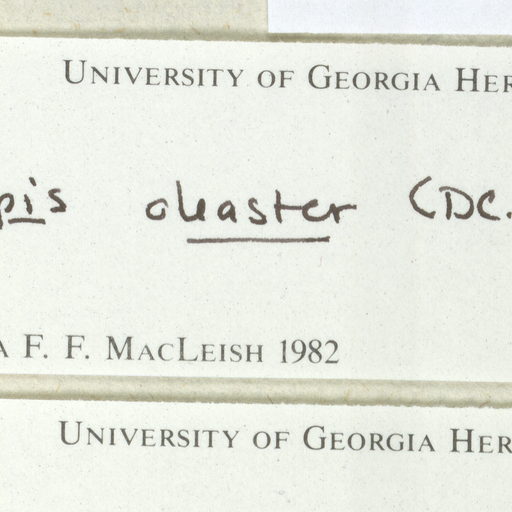 UNIVERSITY OF GEORGIA HER
pis oleaster (DC.
A F. F. MACLEISH 1982
UNIVERSITY OF GEORGIA HER